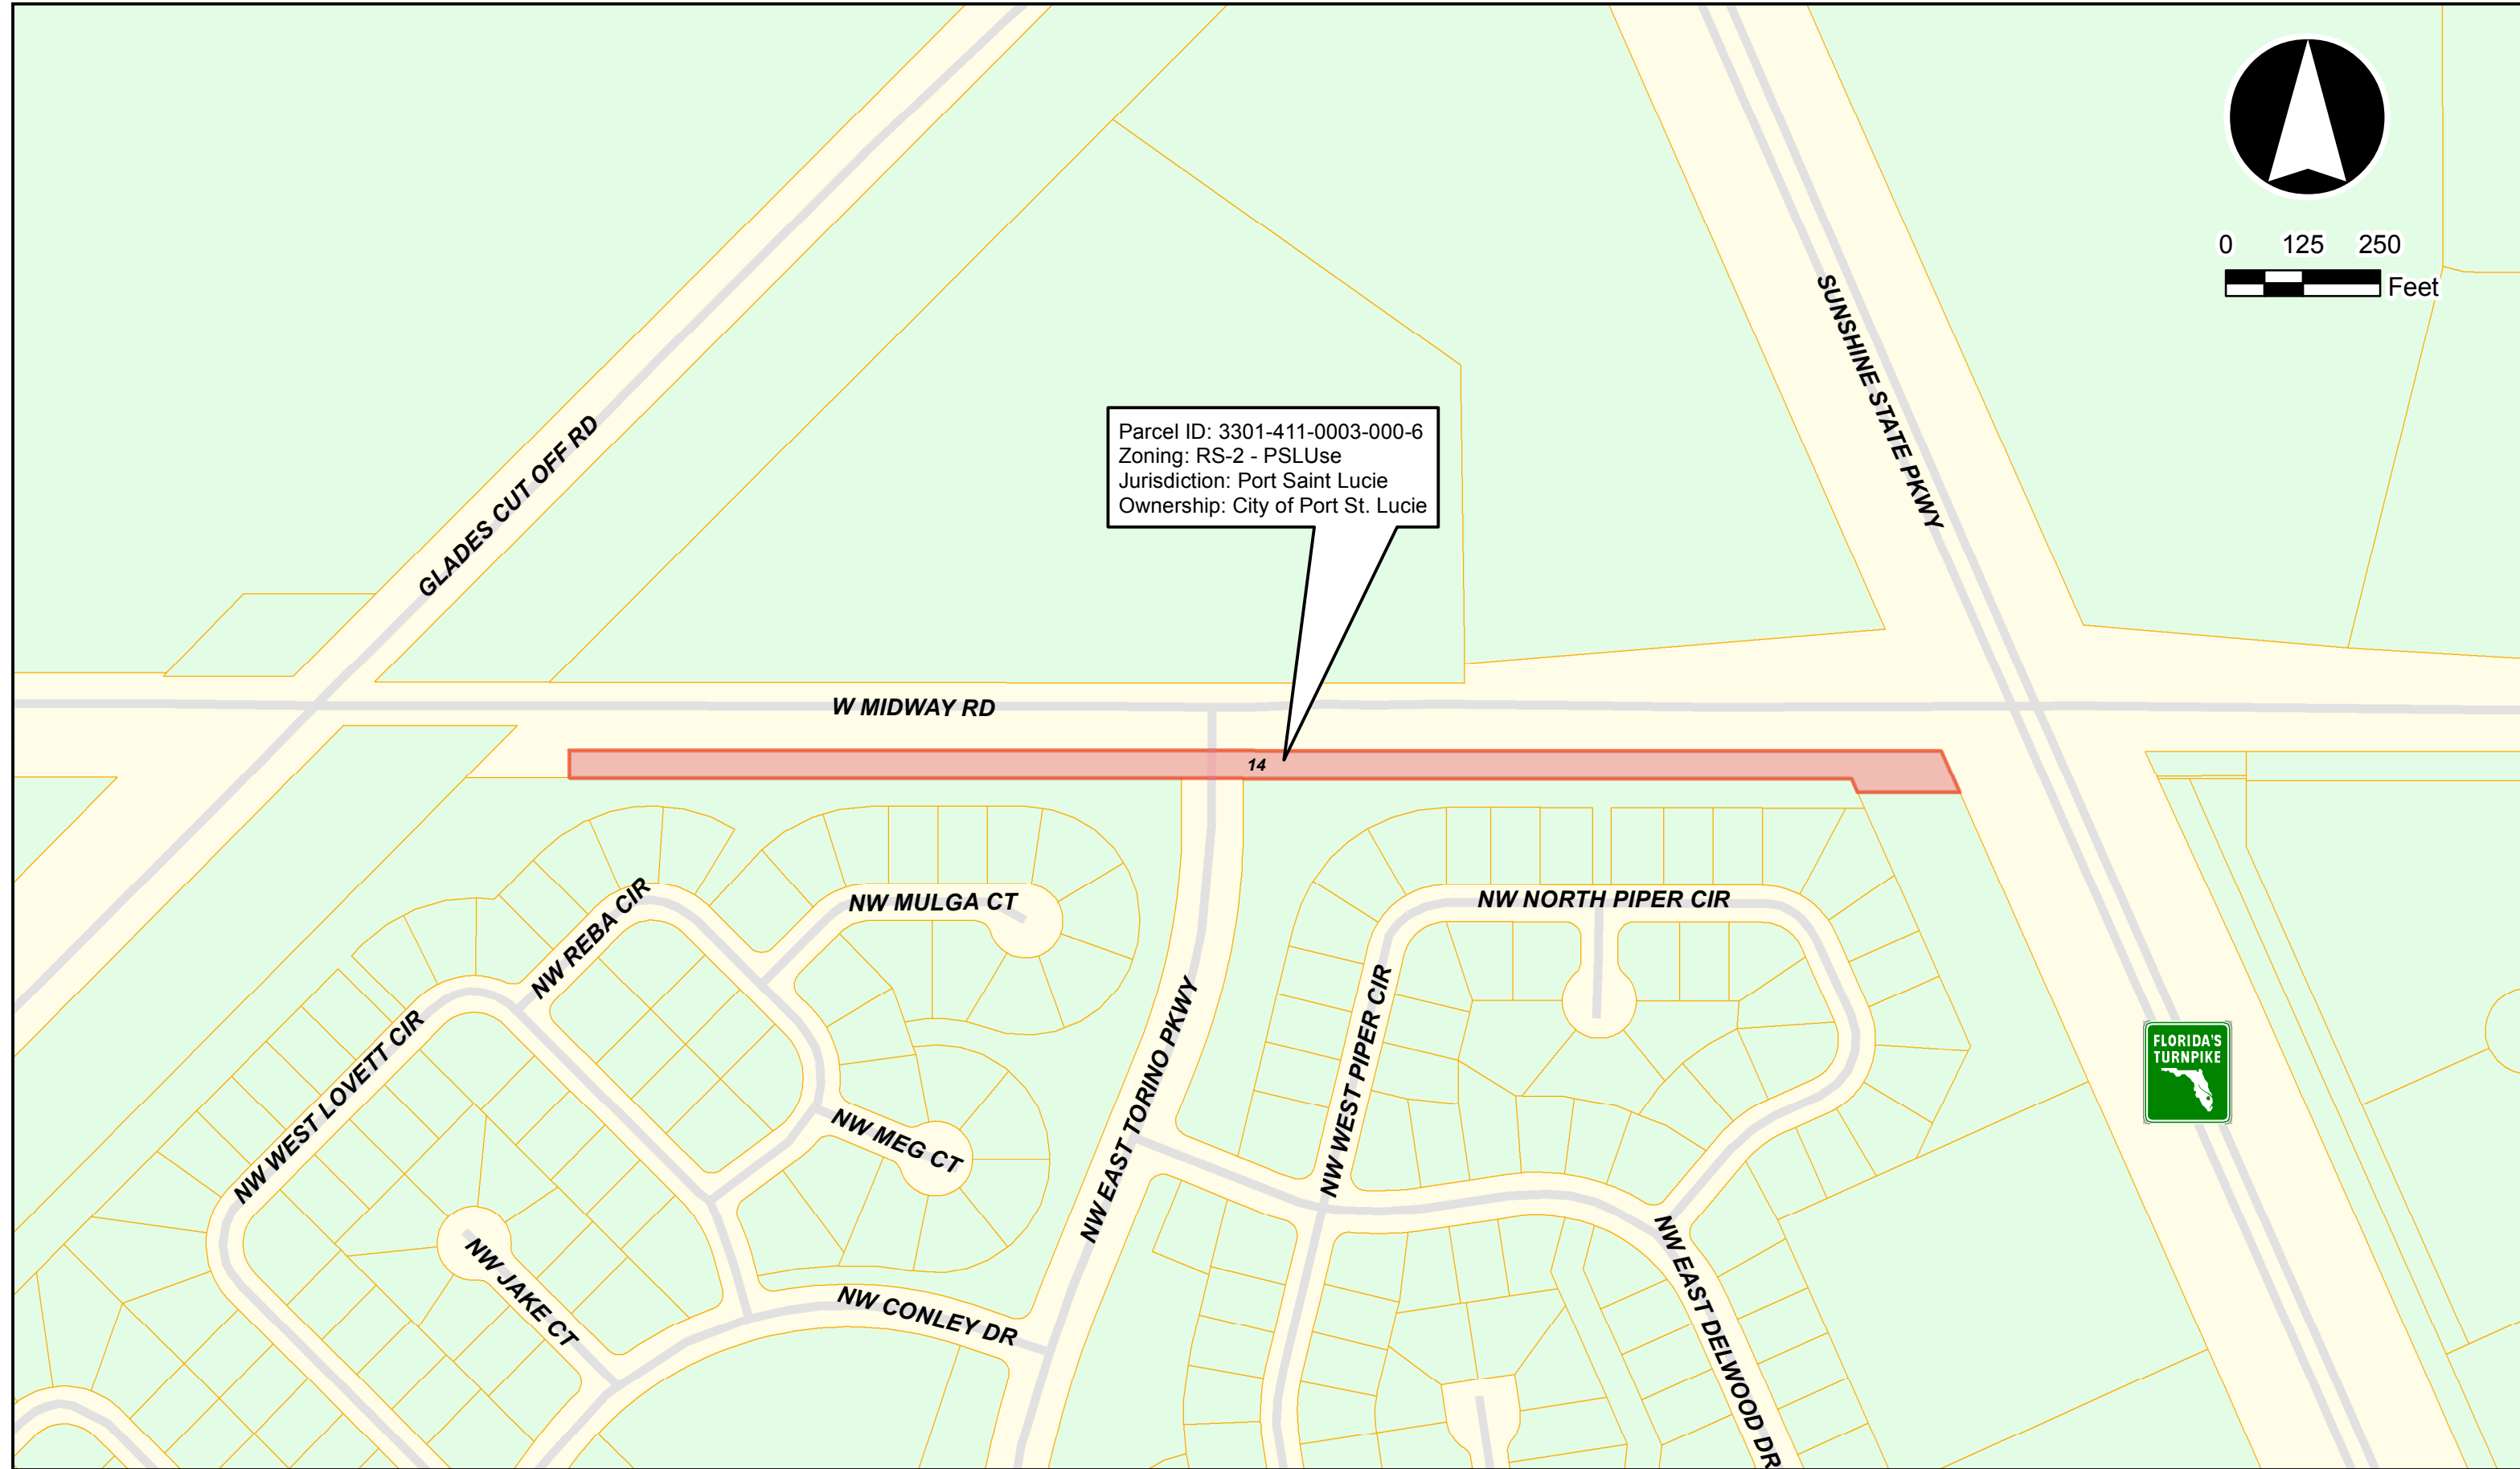 0 125 250
Feet
SUNSHINE STATE PKWY
GLADES CUT OFF RD
Parcel ID: 3301-411-0003-000-6
Zoning: RS-2 - PSLUse
Jurisdiction: Port Saint Lucie
Ownership: City of Port St. Lucie
W MIDWAY RD
14
NW REBA CIR
NW MULGA CT
NW NORTH PIPER CIR
NW WEST LOVETT CIR
NW EAST TORINO PKWY
NW WEST PIPER CIR
FLORIDA'S
TURNPIKE
NW MEG CT
NW JAKE CT
NW CONLEY DR
NW EAST DELWOOD DR